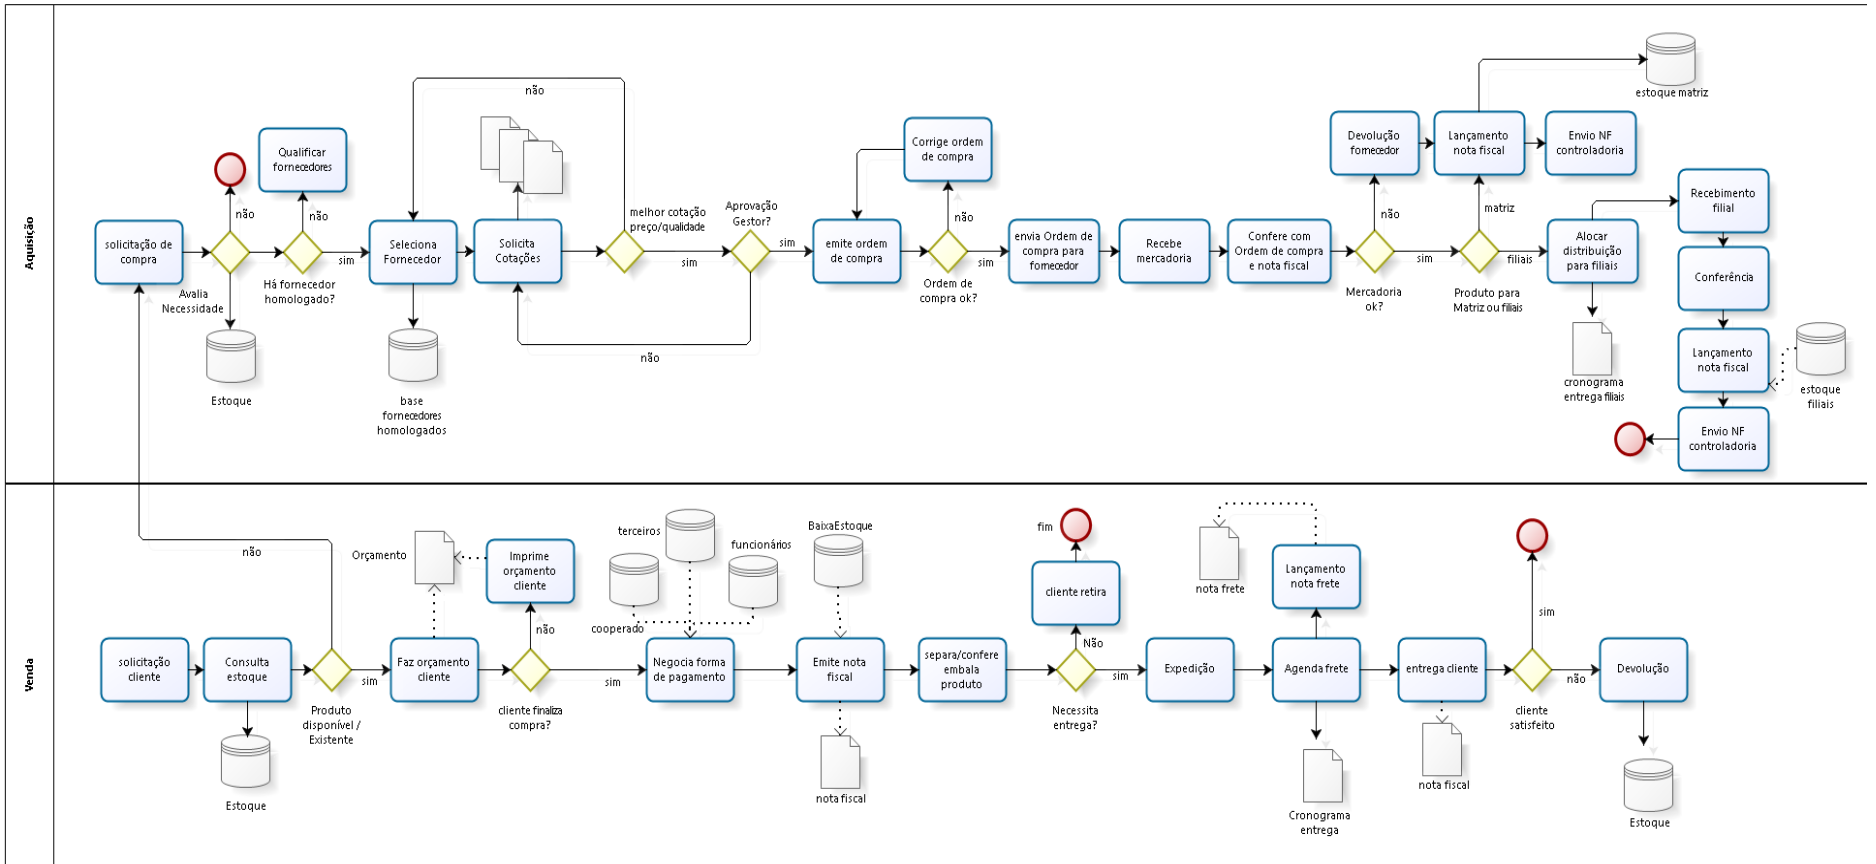 Aquisição
solicitação de
compra
não
Avalia
Necessidade
Estoque
Qualificar
fornecedores
não
sim
Há fornecedor
homologado?
Seleciona
Fornecedor
base
fornecedores
homologados
não
Solicita
Cotações
melhor cotação
preço/qualidade
sim
Aprovação
Gestor?
sim
não
emite ordem
de compra
Corrige ordem
de compra
não
sim
Ordem de
compra ok?
envia Ordem de
compra para
fornecedor
Recebe
mercadoria
Confere com
Ordem de compra
e nota fiscal
Devolução
fornecedor
não
sim
Mercadoria
ok?
Lançamento
nota fiscal
matriz
filiais
Produto para
Matriz ou filiais
estoque matriz
Envio NF
controladoria
Alocar
distribuição
para filiais
cronograma
entrega filiais
Recebimento
filial
Conferência
Lançamento
nota fiscal
estoque
filiais
Envio NF
controladoria
Venda
solicitação
cliente
Consulta
estoque
Estoque
não
sim
Produto
disponível /
Existente
Orçamento
Faz orçamento
cliente
Imprime
orçamento
cliente
não
sim
cliente finaliza
compra?
terceiros
funcionários
cooperado
Negocia forma
de pagamento
BaixaEstoque
Emite nota
fiscal
nota fiscal
separa/confere
embala
produto
fim
cliente retira
Não
sim
Necessita
entrega?
Expedição
nota frete
Lançamento
nota frete
Agenda frete
Cronograma
entrega
entrega cliente
nota fiscal
sim
não
cliente
satisfeito
Devolução
Estoque